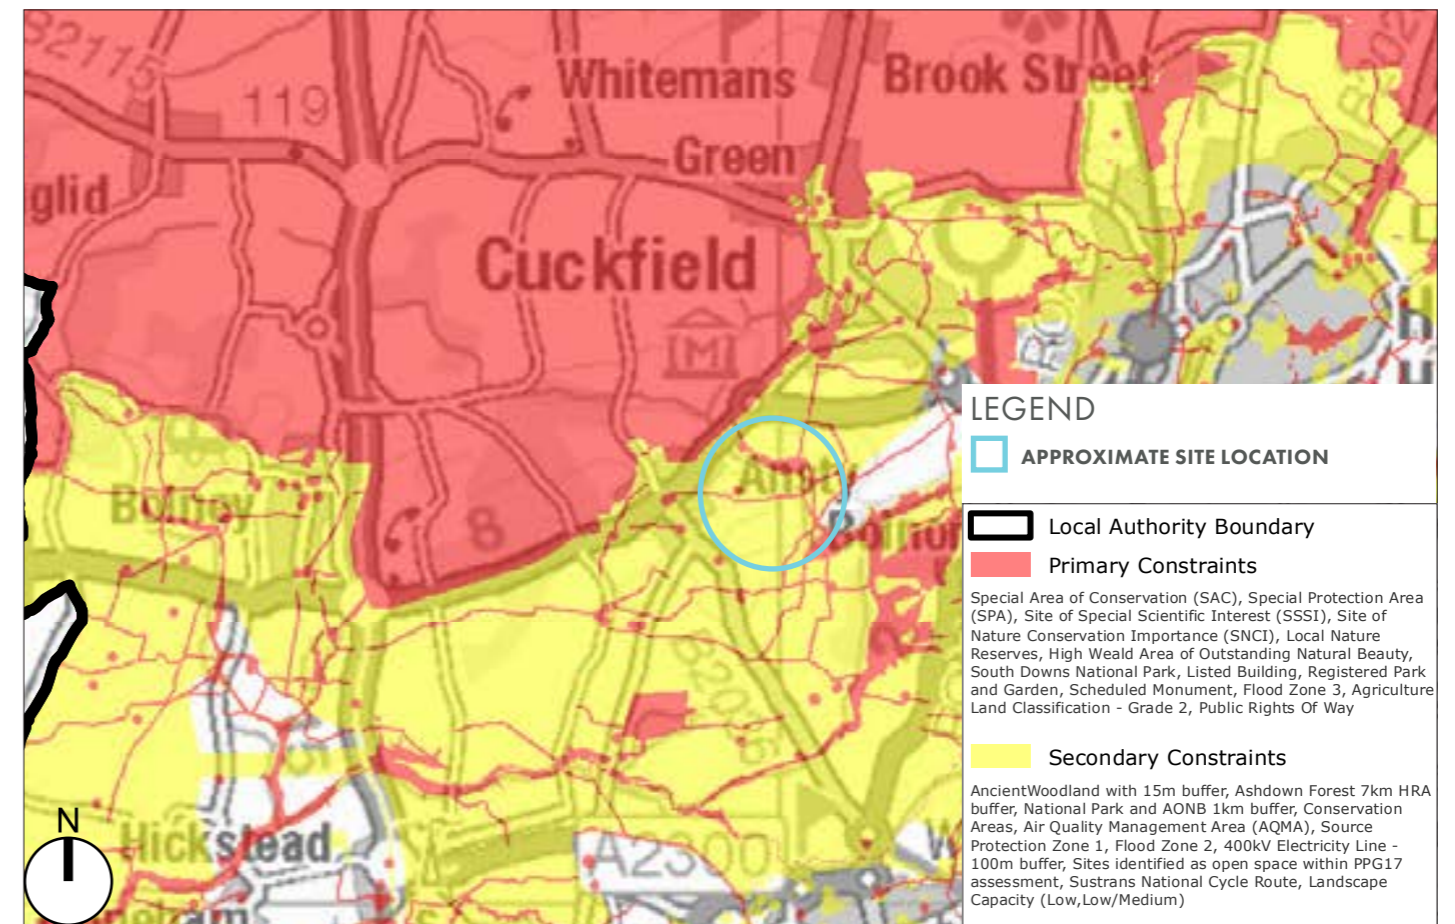 B2115
119
Whitemans
Green
Brook Street
glid
Cuckfield
M
Bolney
8
Ansty
B2036
Hickstead
A2300
N
LEGEND
APPROXIMATE SITE LOCATION
Local Authority Boundary
Primary Constraints
Special Area of Conservation (SAC), Special Protection Area
(SPA), Site of Special Scientific Interest (SSSI), Site of
Nature Conservation Importance (SNCI), Local Nature
Reserves, High Weald Area of Outstanding Natural Beauty,
South Downs National Park, Listed Building, Registered Park
and Garden, Scheduled Monument, Flood Zone 3, Agriculture
Land Classification - Grade 2, Public Rights Of Way
Secondary Constraints
AncientWoodland with 15m buffer, Ashdown Forest 7km HRA
buffer, National Park and AONB 1km buffer, Conservation
Areas, Air Quality Management Area (AQMA), Source
Protection Zone 1, Flood Zone 2, 400kV Electricity Line -
100m buffer, Sites identified as open space within PPG17
assessment, Sustrans National Cycle Route, Landscape
Capacity (Low,Low/Medium)